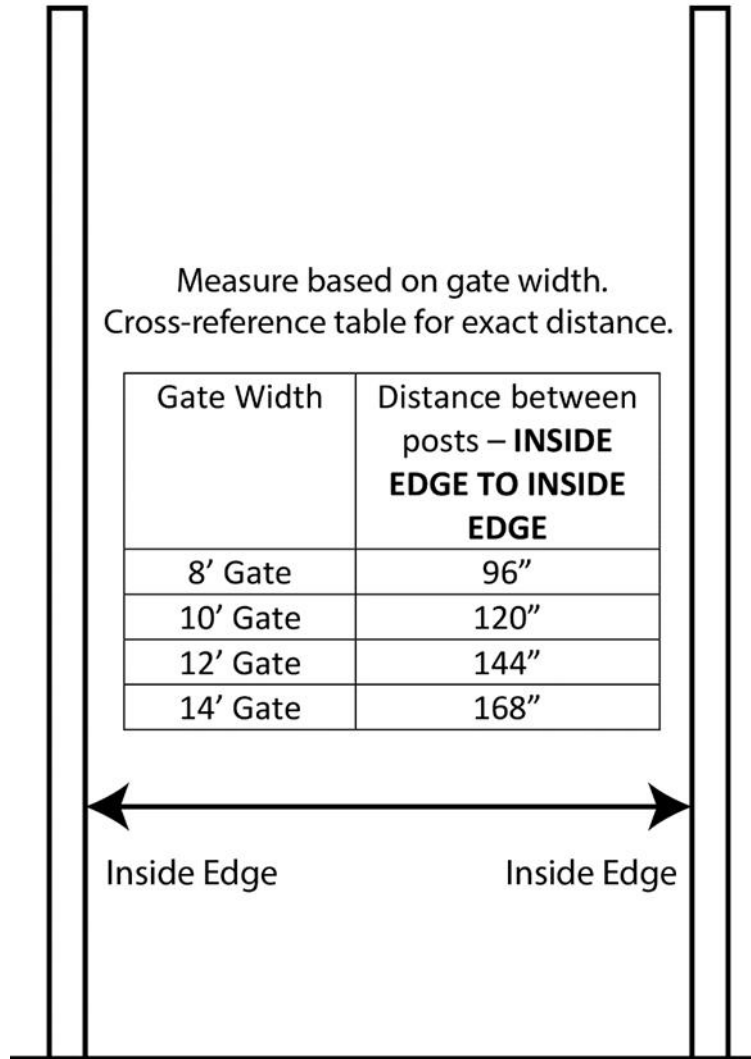 Measure based on gate width.
Cross-reference table for exact distance.
Gate Width
Distance between
posts – INSIDE
EDGE TO INSIDE
EDGE
8’ Gate 96”
10’ Gate 120”
12’ Gate 144”
14’ Gate 168”
Inside Edge Inside Edge